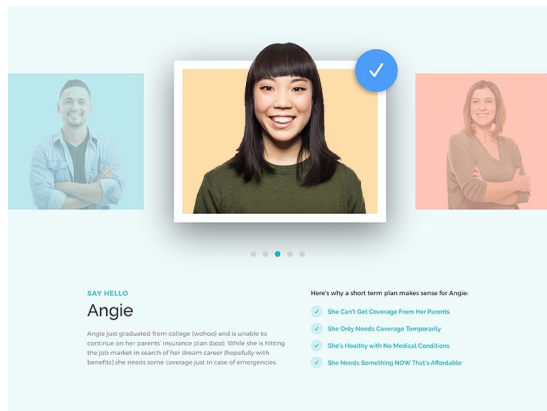 SAY HELLO
Angie
Angie just graduated from college (wohoo) and is unable to
continue on her parents' insurance plan (boo). While she is hitting
the job market in search of her dream career (hopefully with
benefits) she needs some coverage just in case of emergencies.
Here's why a short term plan makes sense for Angie:
She Can't Get Coverage From Her Parents
She Only Needs Coverage Temporarily
She's Healthy with No Medical Conditions
She Needs Something NOW That's Affordable